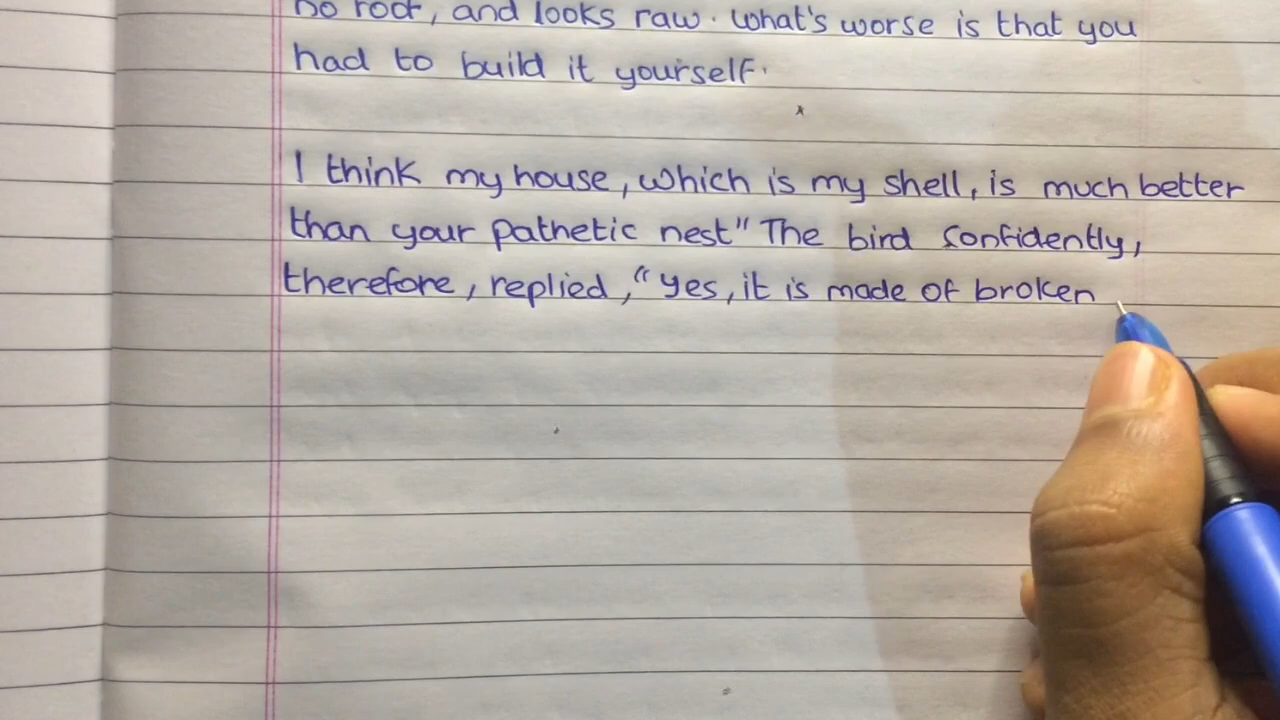 no roof, and looks raw. What's worse is that you
had to build it yourself.
I think my house, which is my shell, is much better
than your pathetic nest" The bird confidently,
therefore, replied, "Yes, it is made of broken